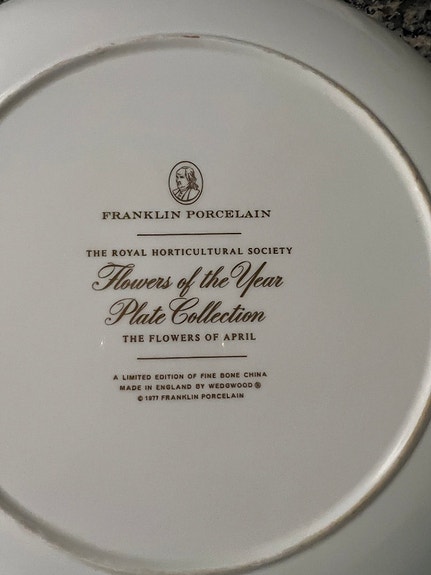 FRANKLIN PORCELAIN
THE ROYAL HORTICULTURAL SOCIETY
Flowers of the Year
Plate Collection
THE FLOWERS OF APRIL
A LIMITED EDITION OF FINE BONE CHINA
MADE IN ENGLAND BY WEDGWOOD ®
© 1977 FRANKLIN PORCELAIN